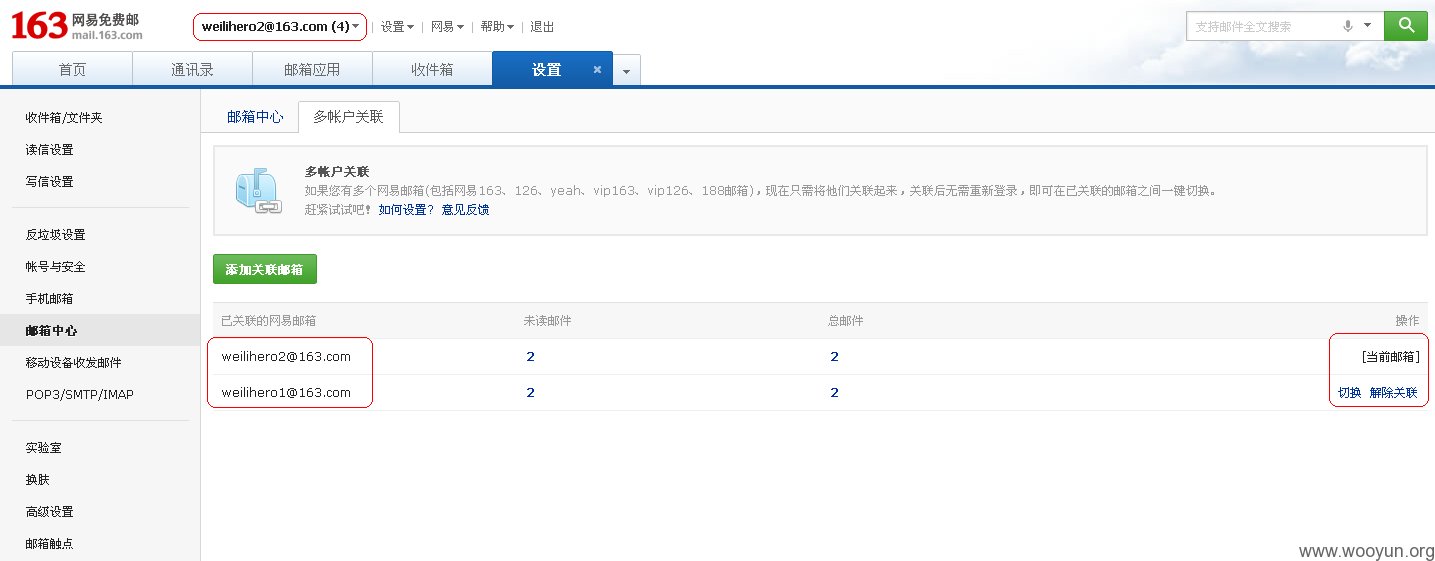 163 网易免费邮
mail.163.com
weilihero2@163.com (4)
设置 网易 帮助 退出
支持邮件全文搜索
首页 通讯录 邮箱应用 收件箱 设置
收件箱/文件夹
读信设置
写信设置
反垃圾设置
帐号与安全
手机邮箱
邮箱中心
移动设备收发邮件
POP3/SMTP/IMAP
实验室
换肤
高级设置
邮箱触点
邮箱中心 多帐户关联
多帐户关联
如果您有多个网易邮箱(包括网易163、126、yeah、vip163、vip126、188邮箱)，现在只需将他们关联起来，关联后无需重新登录，即可在已关联的邮箱之间一键切换。
赶紧试试吧！ 如何设置？ 意见反馈
添加关联邮箱
已关联的网易邮箱 未读邮件 总邮件 操作
weilihero2@163.com 2 2 [当前邮箱]
weilihero1@163.com 2 2 切换 解除关联
www.wooyun.org